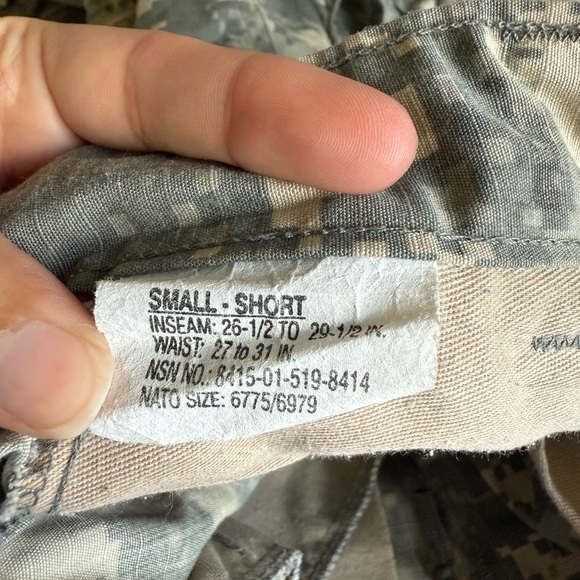 SMALL - SHORT
INSEAM: 26-1/2 TO 29-1/2 IN.
WAIST: 27 to 31 IN.
NSN NO.: 8415-01-519-8414
NATO SIZE: 6775/6979